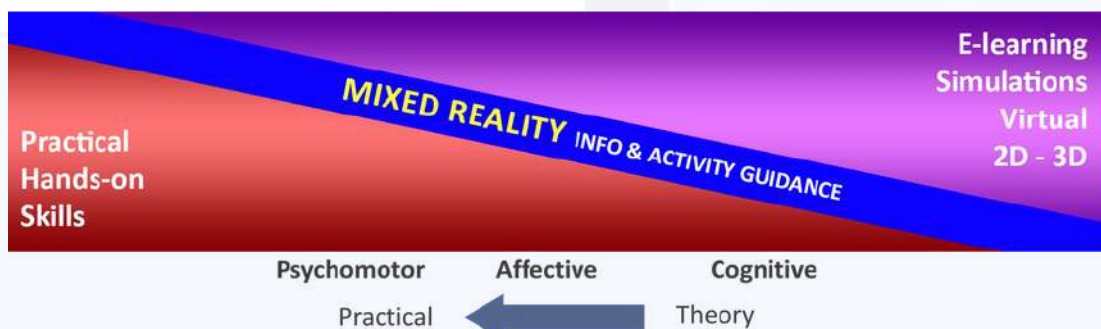 E-learning
Simulations
Virtual
2D - 3D
MIXED REALITY INFO & ACTIVITY GUIDANCE
Practical
Hands-on
Skills
Psychomotor Affective Cognitive
Practical Theory